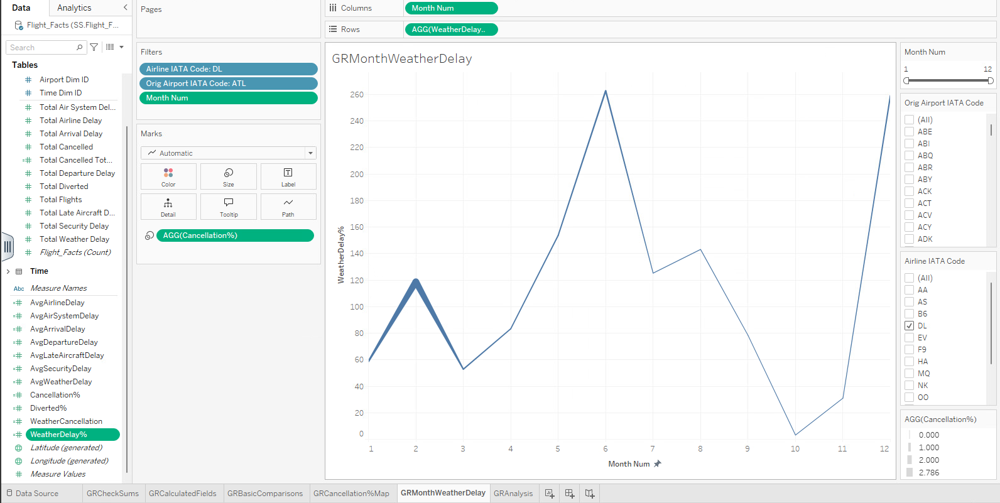 Data
Analytics
Flight_Facts (SS.Flight_F...
Search
Tables
Airport Dim ID
Time Dim ID
Total Air System Del...
Total Airline Delay
Total Arrival Delay
Total Cancelled
Total Cancelled Tot...
Total Departure Delay
Total Diverted
Total Flights
Total Late Aircraft D...
Total Security Delay
Total Weather Delay
Flight_Facts (Count)
Time
Abc Measure Names
AvgAirlineDelay
AvgAirSystemDelay
AvgArrivalDelay
AvgDepartureDelay
AvgLateAircraftDelay
AvgSecurityDelay
AvgWeatherDelay
Cancellation%
Diverted%
WeatherCancellation
WeatherDelay%
Latitude (generated)
Longitude (generated)
Measure Values
Pages
Filters
Airline IATA Code: DL
Orig Airport IATA Code: ATL
Month Num
Marks
Automatic
Color
Size
Label
Detail
Tooltip
Path
AGG(Cancellation%)
Columns
Month Num
Rows
AGG(WeatherDelay..
GRMonthWeatherDelay
260
240
220
200
180
160
140
120
100
80
60
40
20
0
WeatherDelay%
1 2 3 4 5 6 7 8 9 10 11 12
Month Num
Month Num
1 12
Orig Airport IATA Code
(All)
ABE
ABI
ABQ
ABR
ABY
ACK
ACT
ACV
ACY
ADK
Airline IATA Code
(All)
AA
AS
B6
DL
EV
F9
HA
MQ
NK
OO
AGG(Cancellation%)
0.000
1.000
2.000
2.786
Data Source
GRCheckSums
GRCalculatedFields
GRBasicComparisons
GRCancellation%Map
GRMonthWeatherDelay
GRAnalysis